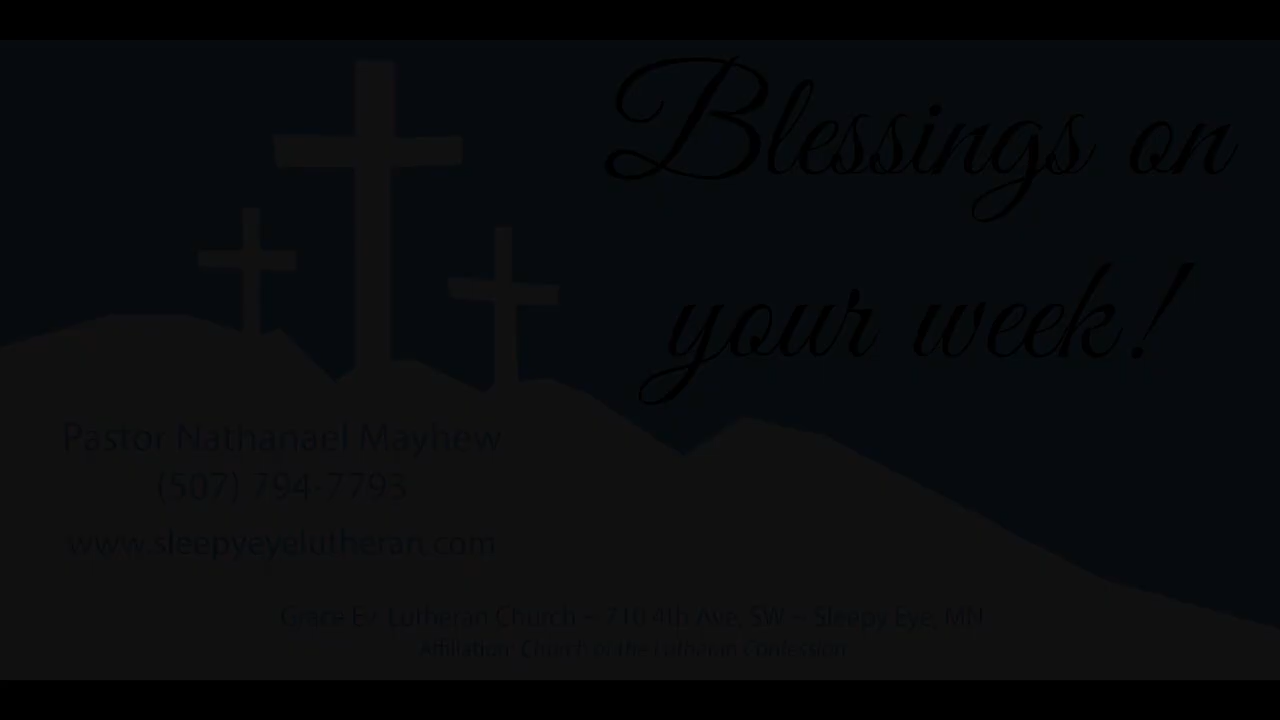 Blessings on
your week!
Pastor Nathanael Mayhew
(507) 794-7793
www.sleepyeyelutheran.com
Grace Ev. Lutheran Church ~ 710 4th Ave, SW ~ Sleepy Eye, MN
Affiliation: Church of the Lutheran Confession